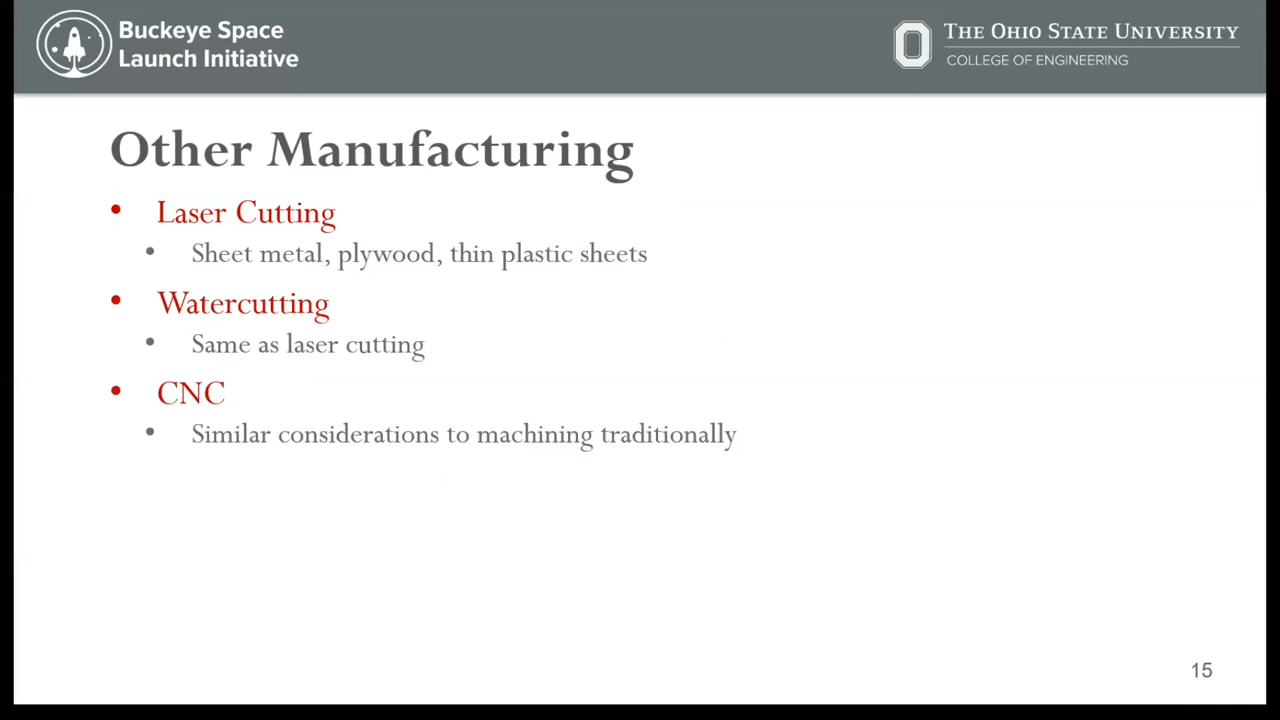 Buckeye Space
Launch Initiative
THE OHIO STATE UNIVERSITY
COLLEGE OF ENGINEERING
Other Manufacturing
• Laser Cutting
• Sheet metal, plywood, thin plastic sheets
• Watercutting
• Same as laser cutting
• CNC
• Similar considerations to machining traditionally
15